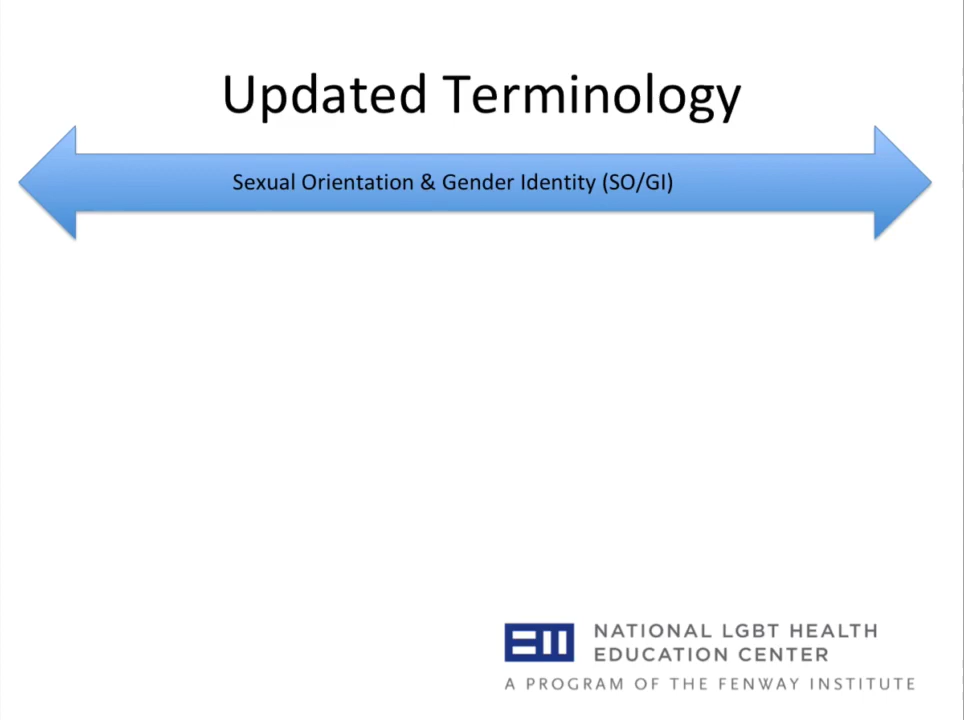 Updated Terminology
Sexual Orientation & Gender Identity (SO/GI)
NATIONAL LGBT HEALTH
EDUCATION CENTER
A PROGRAM OF THE FENWAY INSTITUTE